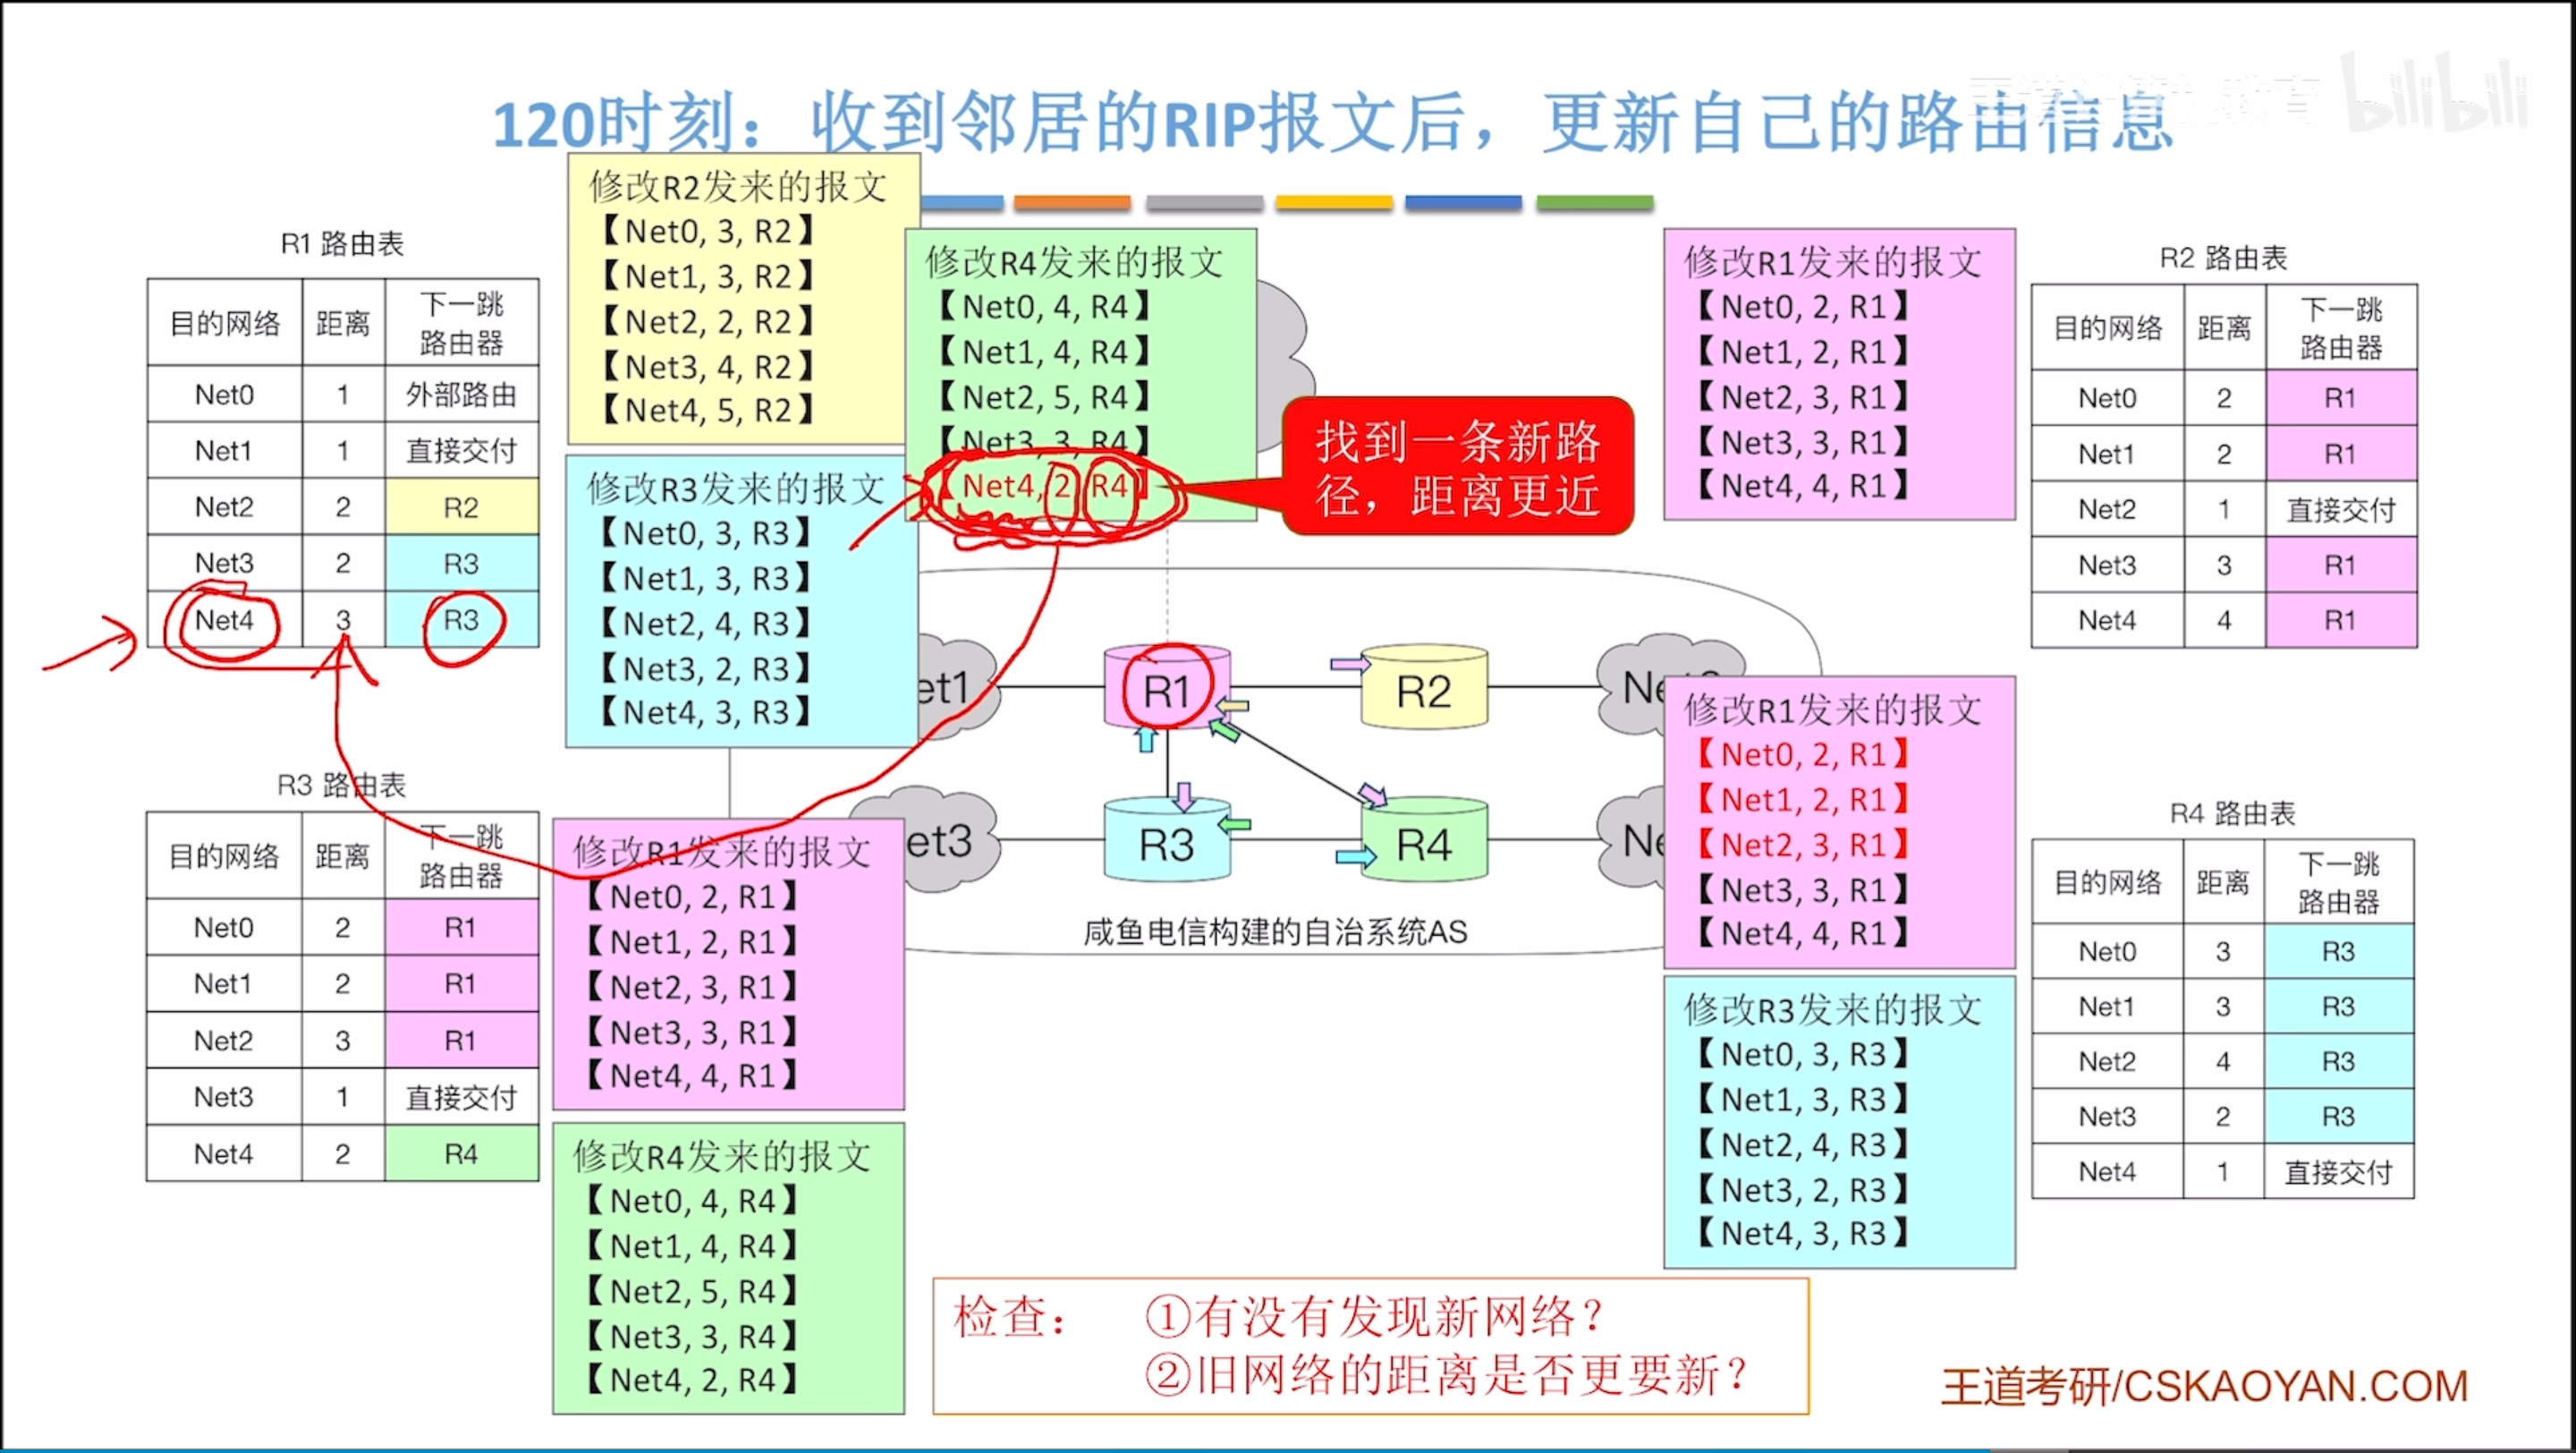 120时刻：收到邻居的RIP报文后，更新自己的路由信息
bilibili
R1 路由表
目的网络 距离 下一跳路由器
Net0 1 外部路由
Net1 1 直接交付
Net2 2 R2
Net3 2 R3
Net4 3 R3
修改R2发来的报文
【Net0, 3, R2】
【Net1, 3, R2】
【Net2, 2, R2】
【Net3, 4, R2】
【Net4, 5, R2】
修改R4发来的报文
【Net0, 4, R4】
【Net1, 4, R4】
【Net2, 5, R4】
【Net3, 3, R4】
【Net4, 2, R4】
找到一条新路
径，距离更近
修改R3发来的报文
【Net0, 3, R3】
【Net1, 3, R3】
【Net2, 4, R3】
【Net3, 2, R3】
【Net4, 3, R3】
修改R1发来的报文
【Net0, 2, R1】
【Net1, 2, R1】
【Net2, 3, R1】
【Net3, 3, R1】
【Net4, 4, R1】
R2 路由表
目的网络 距离 下一跳路由器
Net0 2 R1
Net1 2 R1
Net2 1 直接交付
Net3 3 R1
Net4 4 R1
et1
R1
R2
Ne
et3
R3
R4
Ne
咸鱼电信构建的自治系统AS
R3 路由表
目的网络 距离 下一跳路由器
Net0 2 R1
Net1 2 R1
Net2 3 R1
Net3 1 直接交付
Net4 2 R4
修改R1发来的报文
【Net0, 2, R1】
【Net1, 2, R1】
【Net2, 3, R1】
【Net3, 3, R1】
【Net4, 4, R1】
修改R4发来的报文
【Net0, 4, R4】
【Net1, 4, R4】
【Net2, 5, R4】
【Net3, 3, R4】
【Net4, 2, R4】
修改R1发来的报文
【Net0, 2, R1】
【Net1, 2, R1】
【Net2, 3, R1】
【Net3, 3, R1】
【Net4, 4, R1】
修改R3发来的报文
【Net0, 3, R3】
【Net1, 3, R3】
【Net2, 4, R3】
【Net3, 2, R3】
【Net4, 3, R3】
R4 路由表
目的网络 距离 下一跳路由器
Net0 3 R3
Net1 3 R3
Net2 4 R3
Net3 2 R3
Net4 1 直接交付
检查： ①有没有发现新网络？
②旧网络的距离是否更要新？
王道考研/CSKAOYAN.COM